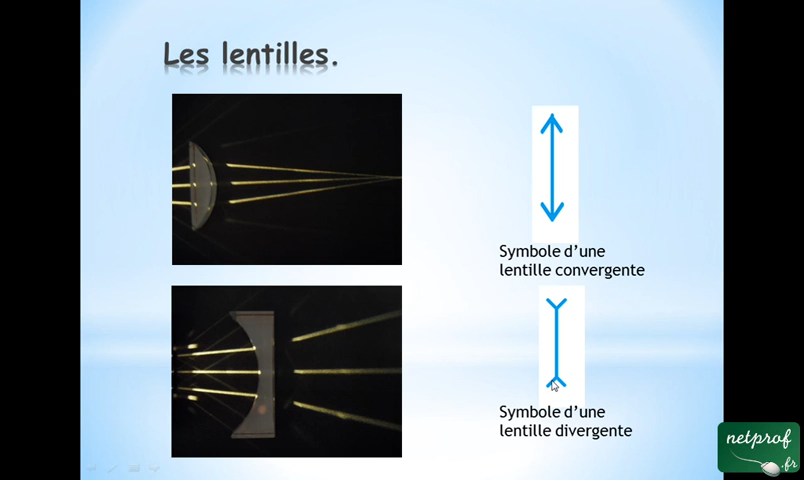 Les lentilles.
Symbole d'une
lentille convergente
Symbole d'une
lentille divergente
netprof
.fr